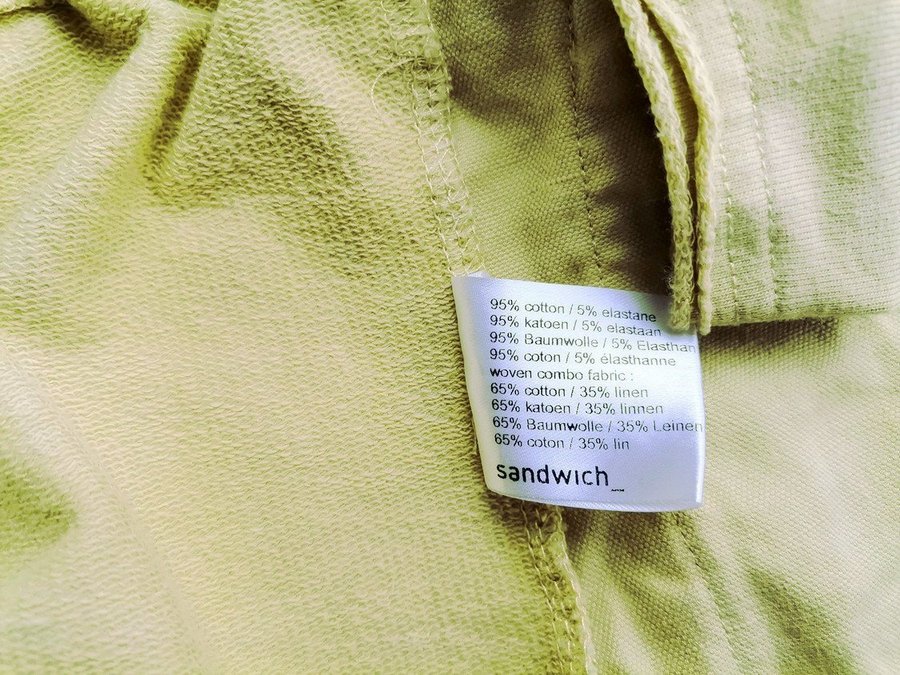 95% cotton / 5% elastane
95% katoen / 5% elastaan
95% Baumwolle / 5% Elasthan
95% coton / 5% élasthanne
woven combo fabric :
65% cotton / 35% linen
65% katoen / 35% linnen
65% Baumwolle / 35% Leinen
65% coton / 35% lin
sandwich_